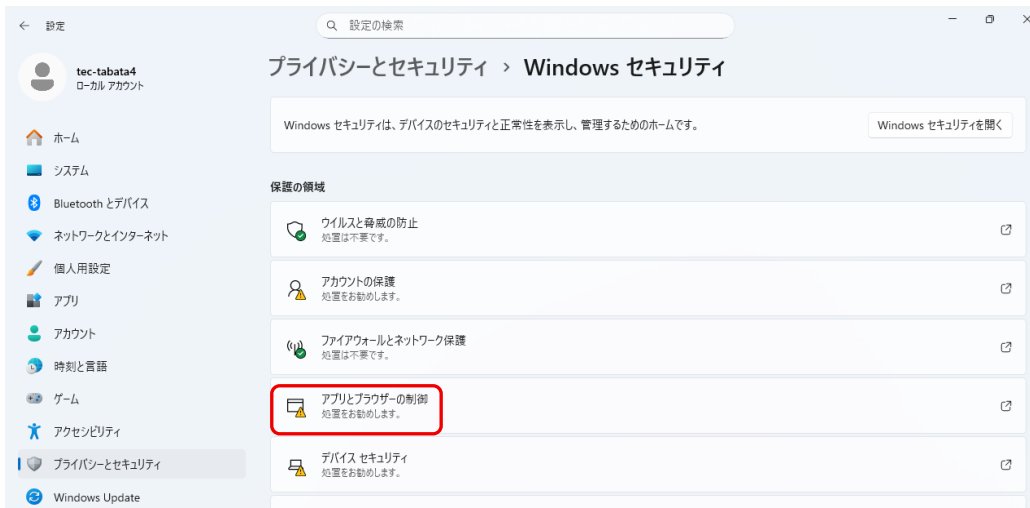 設定
設定の検索
tec-tabata4
ローカル アカウント
ホーム
システム
Bluetooth とデバイス
ネットワークとインターネット
個人用設定
アプリ
アカウント
時刻と言語
ゲーム
アクセシビリティ
プライバシーとセキュリティ
Windows Update
プライバシーとセキュリティ › Windows セキュリティ
Windows セキュリティは、デバイスのセキュリティと正常性を表示し、管理するためのホームです。
Windows セキュリティを開く
保護の領域
ウイルスと脅威の防止
処置は不要です。
アカウントの保護
処置をお勧めします。
ファイアウォールとネットワーク保護
処置は不要です。
アプリとブラウザーの制御
処置をお勧めします。
デバイス セキュリティ
処置をお勧めします。